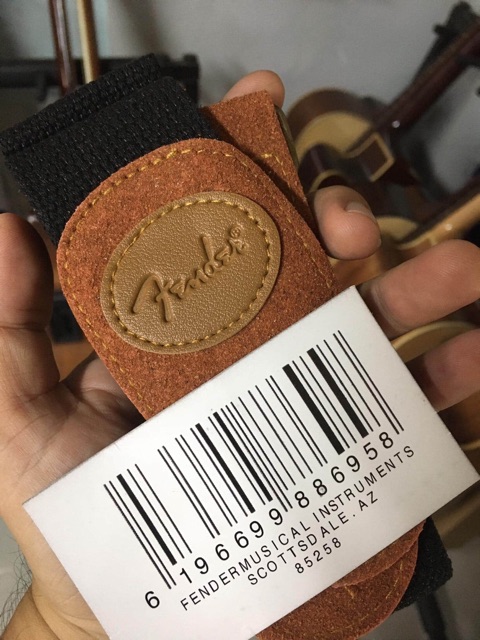 Fender®
6 196699 886958
FENDERMUSICAL INSTRUMENTS
SCOTTSDALE . AZ
85258